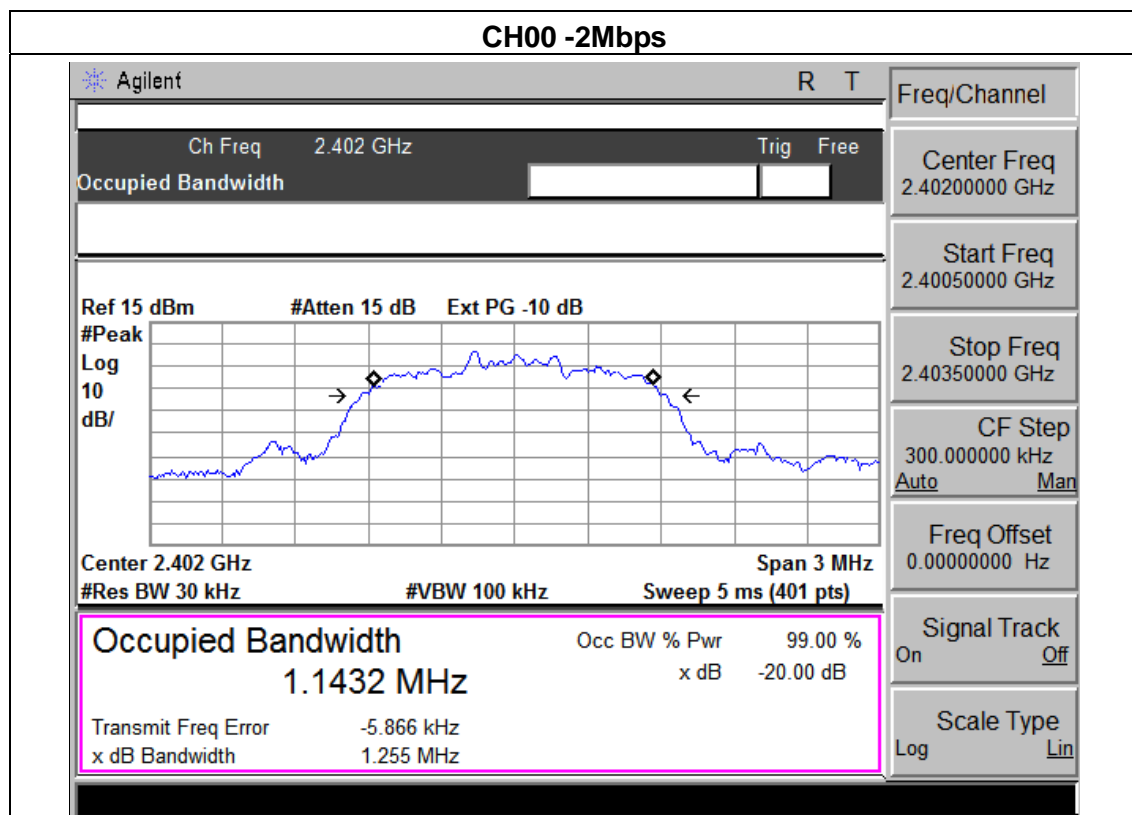 CH00 -2Mbps
Agilent R T
Ch Freq 2.402 GHz Trig Free
Occupied Bandwidth
Ref 15 dBm #Atten 15 dB Ext PG -10 dB
#Peak
Log
10
dB/
Center 2.402 GHz Span 3 MHz
#Res BW 30 kHz #VBW 100 kHz Sweep 5 ms (401 pts)
Occupied Bandwidth Occ BW % Pwr 99.00 %
1.1432 MHz x dB -20.00 dB
Transmit Freq Error -5.866 kHz
x dB Bandwidth 1.255 MHz
Freq/Channel
Center Freq
2.40200000 GHz
Start Freq
2.40050000 GHz
Stop Freq
2.40350000 GHz
CF Step
300.000000 kHz
Auto Man
Freq Offset
0.00000000 Hz
Signal Track
On Off
Scale Type
Log Lin